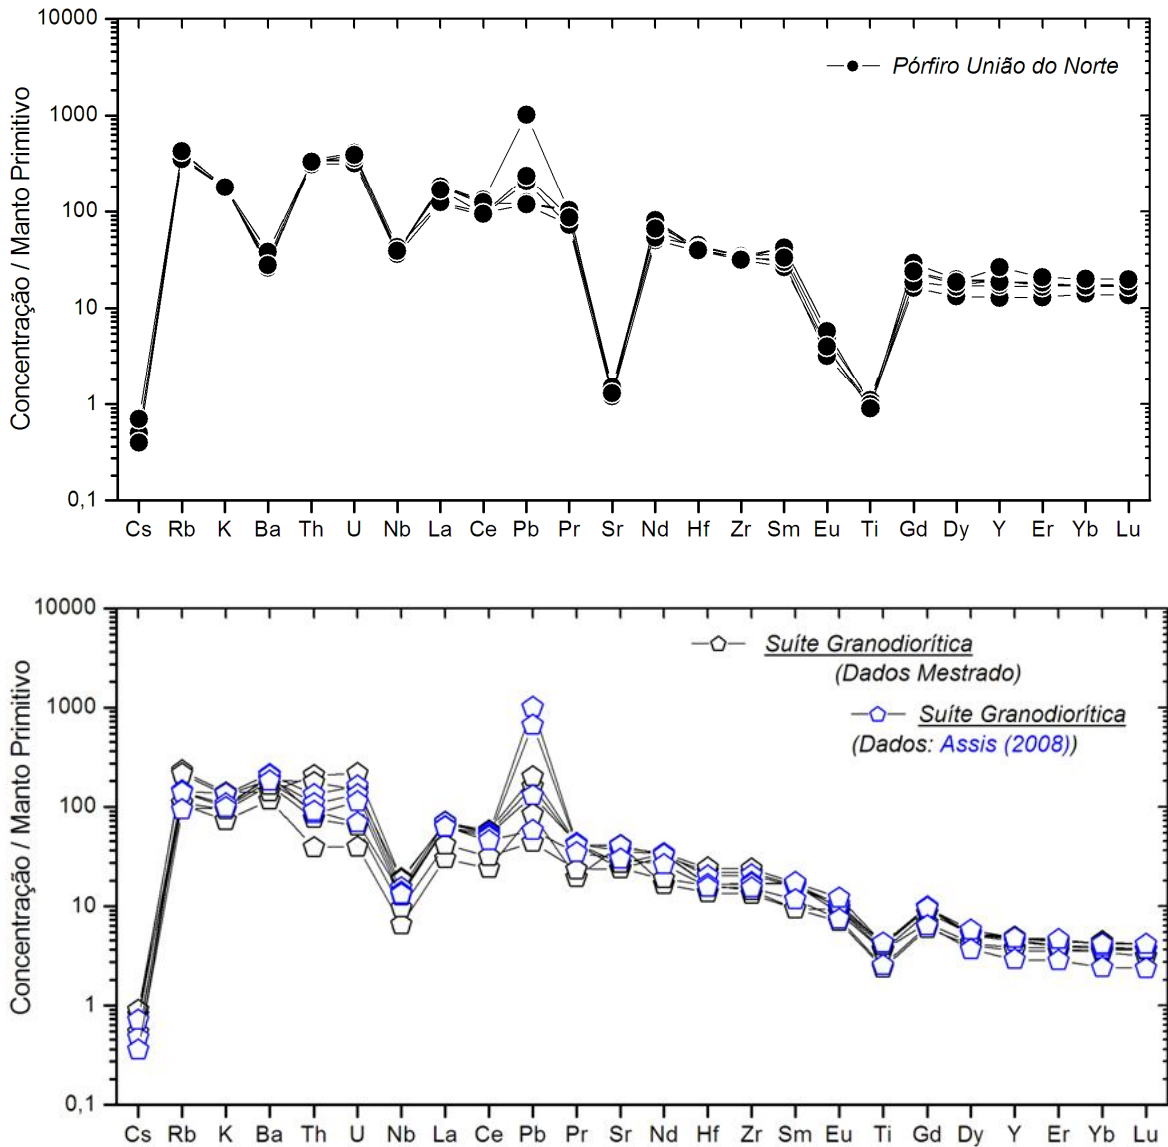 10000
1000
100
10
1
0,1
Concentração / Manto Primitivo
Pórfiro União do Norte
Cs Rb K Ba Th U Nb La Ce Pb Pr Sr Nd Hf Zr Sm Eu Ti Gd Dy Y Er Yb Lu
10000
1000
100
10
1
0,1
Concentração / Manto Primitivo
Suíte Granodiorítica
(Dados Mestrado)
Suíte Granodiorítica
(Dados: Assis (2008))
Cs Rb K Ba Th U Nb La Ce Pb Pr Sr Nd Hf Zr Sm Eu Ti Gd Dy Y Er Yb Lu